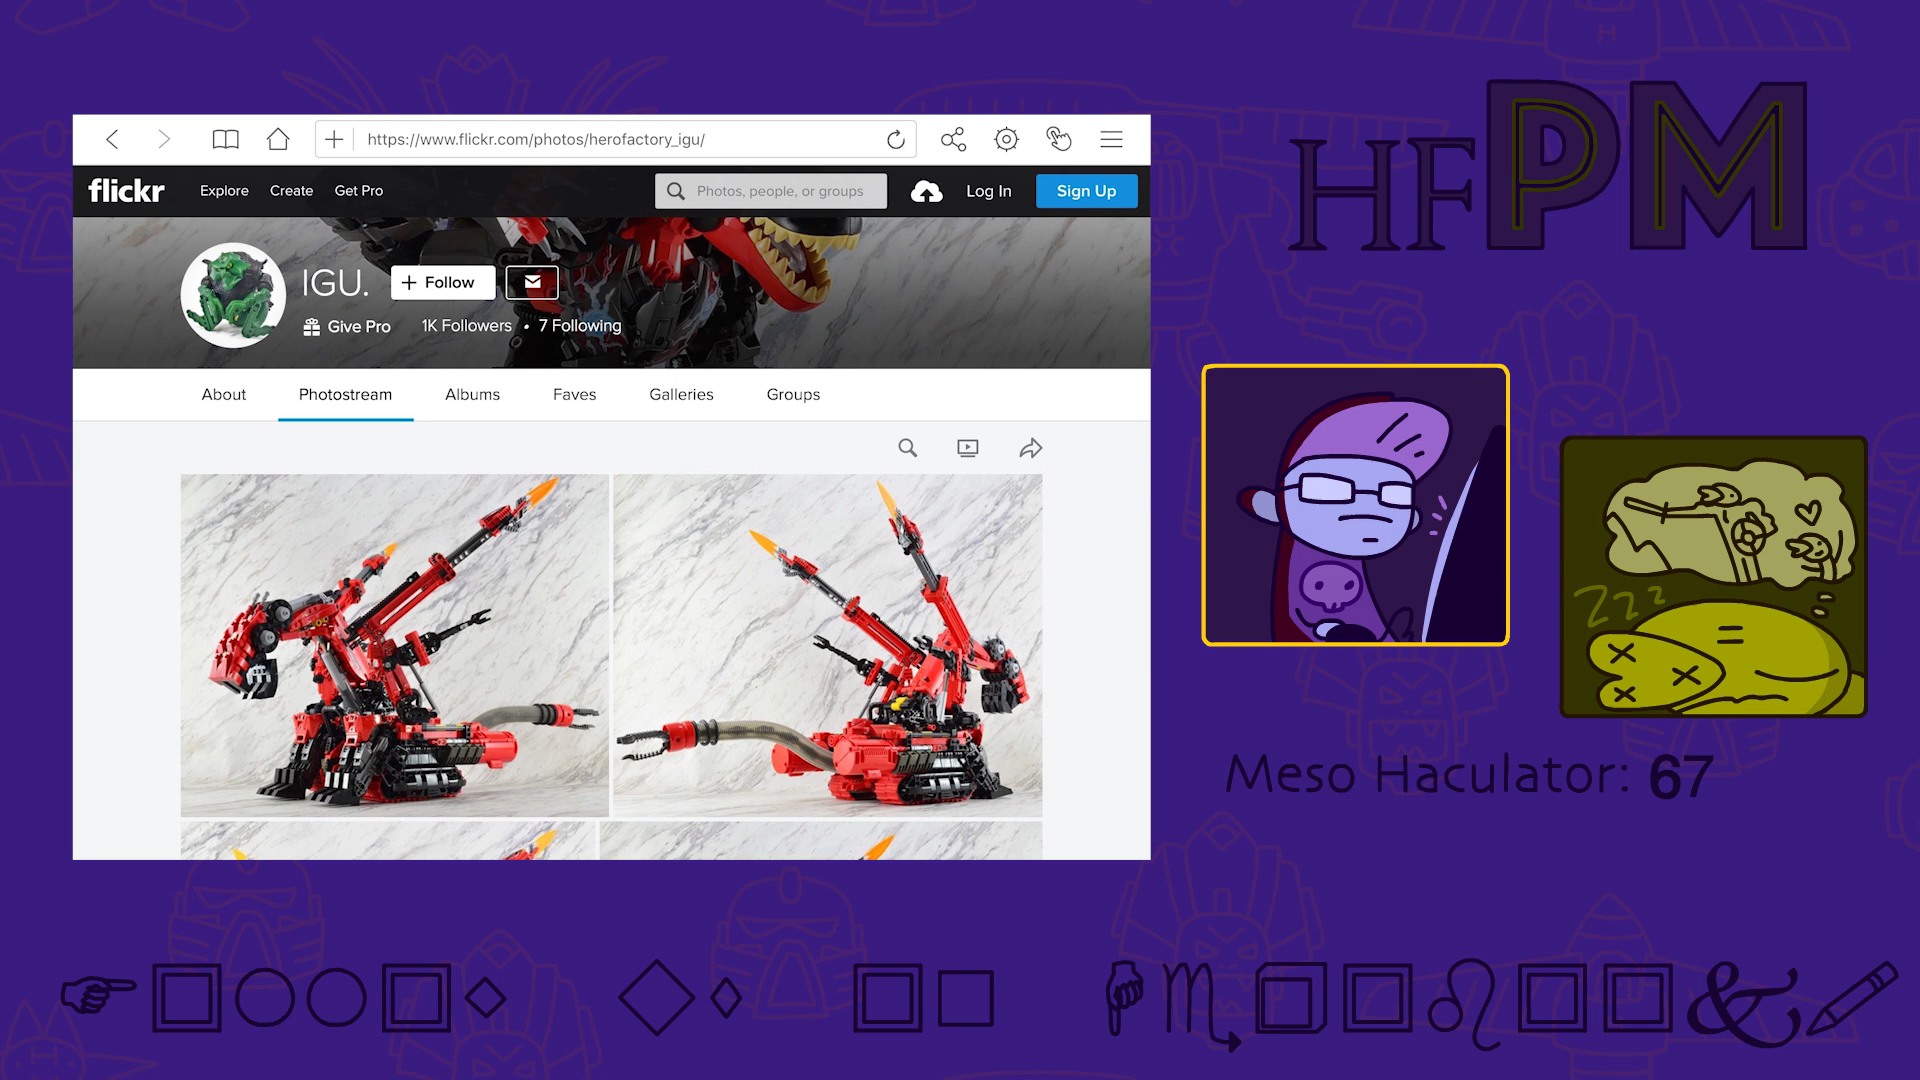 HFPM
https://www.flickr.com/photos/herofactory_igu/
flickr Explore Create Get Pro Photos, people, or groups Log In Sign Up
IGU. + Follow
Give Pro 1K Followers • 7 Following
About Photostream Albums Faves Galleries Groups
Zzz
Meso Haculator: 67
☞□●●□⬥ ◆⬧ □■ ☟♏❒□♌□□&✏